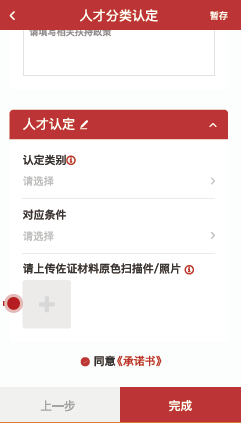 人才分类认定
暂存
请填写相关扶持政策
人才认定
认定类别
请选择
对应条件
请选择
请上传佐证材料原色扫描件/照片
同意《承诺书》
上一步
完成